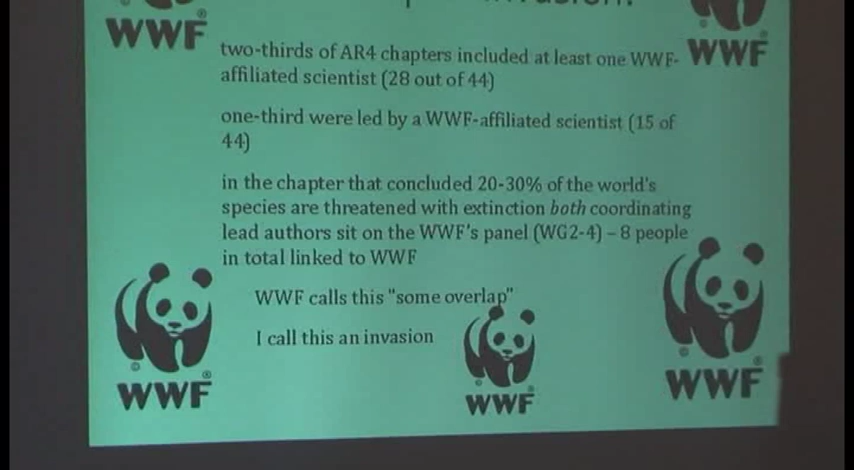 WWF
WWF
two-thirds of AR4 chapters included at least one WWF-
affiliated scientist (28 out of 44)
one-third were led by a WWF-affiliated scientist (15 of
44)
in the chapter that concluded 20-30% of the world's
species are threatened with extinction both coordinating
lead authors sit on the WWF's panel (WG2-4) – 8 people
in total linked to WWF
WWF calls this "some overlap"
I call this an invasion
WWF
WWF
WWF